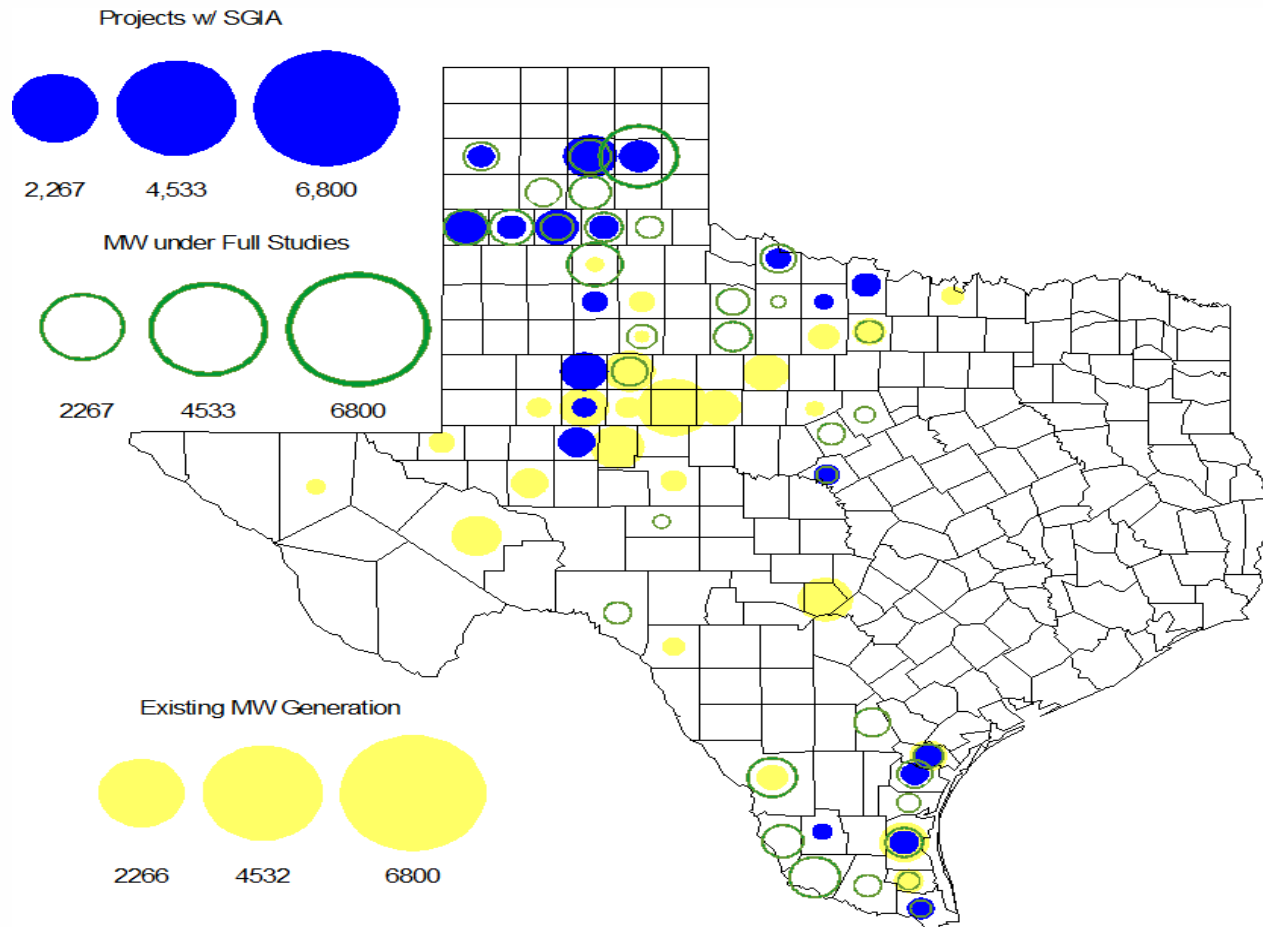 Projects w/ SGIA
2,267 4,533 6,800
MW under Full Studies
2267 4533 6800
Existing MW Generation
2266 4532 6800